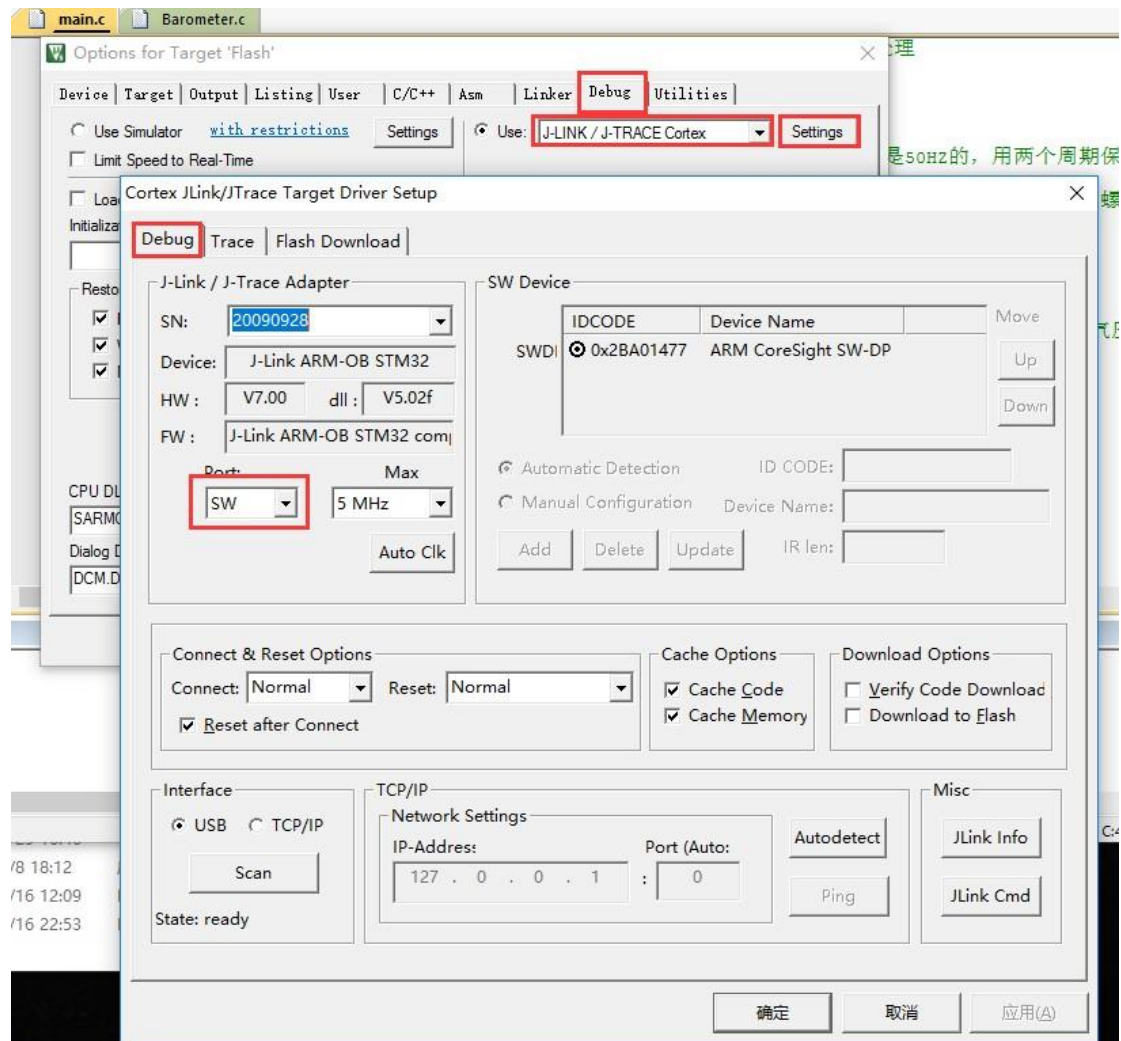 main.c Barometer.c
Options for Target 'Flash'
理
Device Target Output Listing User C/C++ Asm Linker Debug Utilities
Use Simulator with restrictions Settings Use: J-LINK / J-TRACE Cortex Settings
Limit Speed to Real-Time
是50HZ的，用两个周期保
Cortex JLink/JTrace Target Driver Setup
Debug Trace Flash Download
J-Link / J-Trace Adapter
SN: 20090928
Device: J-Link ARM-OB STM32
HW : V7.00 dll : V5.02f
FW : J-Link ARM-OB STM32 comp
Port: Max
SW 5 MHz
Auto Clk
SW Device
IDCODE Device Name Move
SWDI 0x2BA01477 ARM CoreSight SW-DP Up
Down
Automatic Detection ID CODE:
Manual Configuration Device Name:
Add Delete Update IR len:
CPU DL
SARMC
Dialog D
DCM.D
Connect & Reset Options
Connect: Normal Reset: Normal
Reset after Connect
Cache Options
Cache Code
Cache Memory
Download Options
Verify Code Download
Download to Flash
Interface
USB TCP/IP
Scan
State: ready
TCP/IP
Network Settings
IP-Address: Port (Auto:
127 . 0 . 0 . 1 : 0
Autodetect
Ping
Misc
JLink Info
JLink Cmd
/8 18:12
/16 12:09
/16 22:53
确定 取消 应用(A)